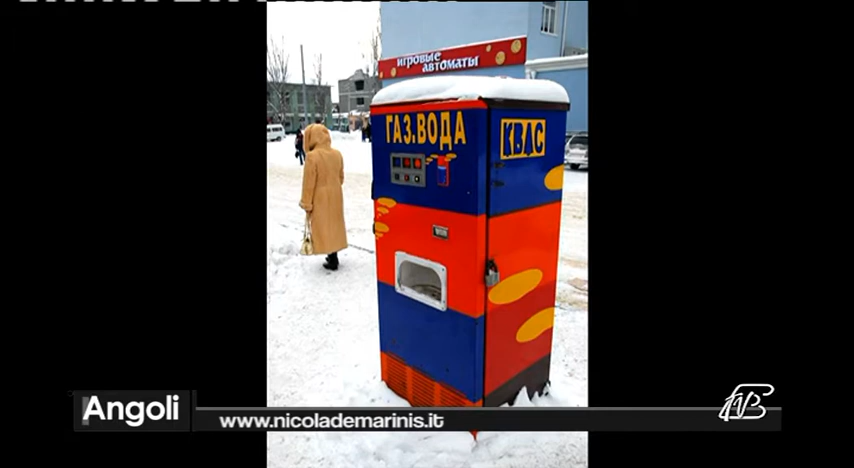 игровые
автоматы
ГАЗ.ВОДА
КВАС
Angoli
www.nicolademarinis.it